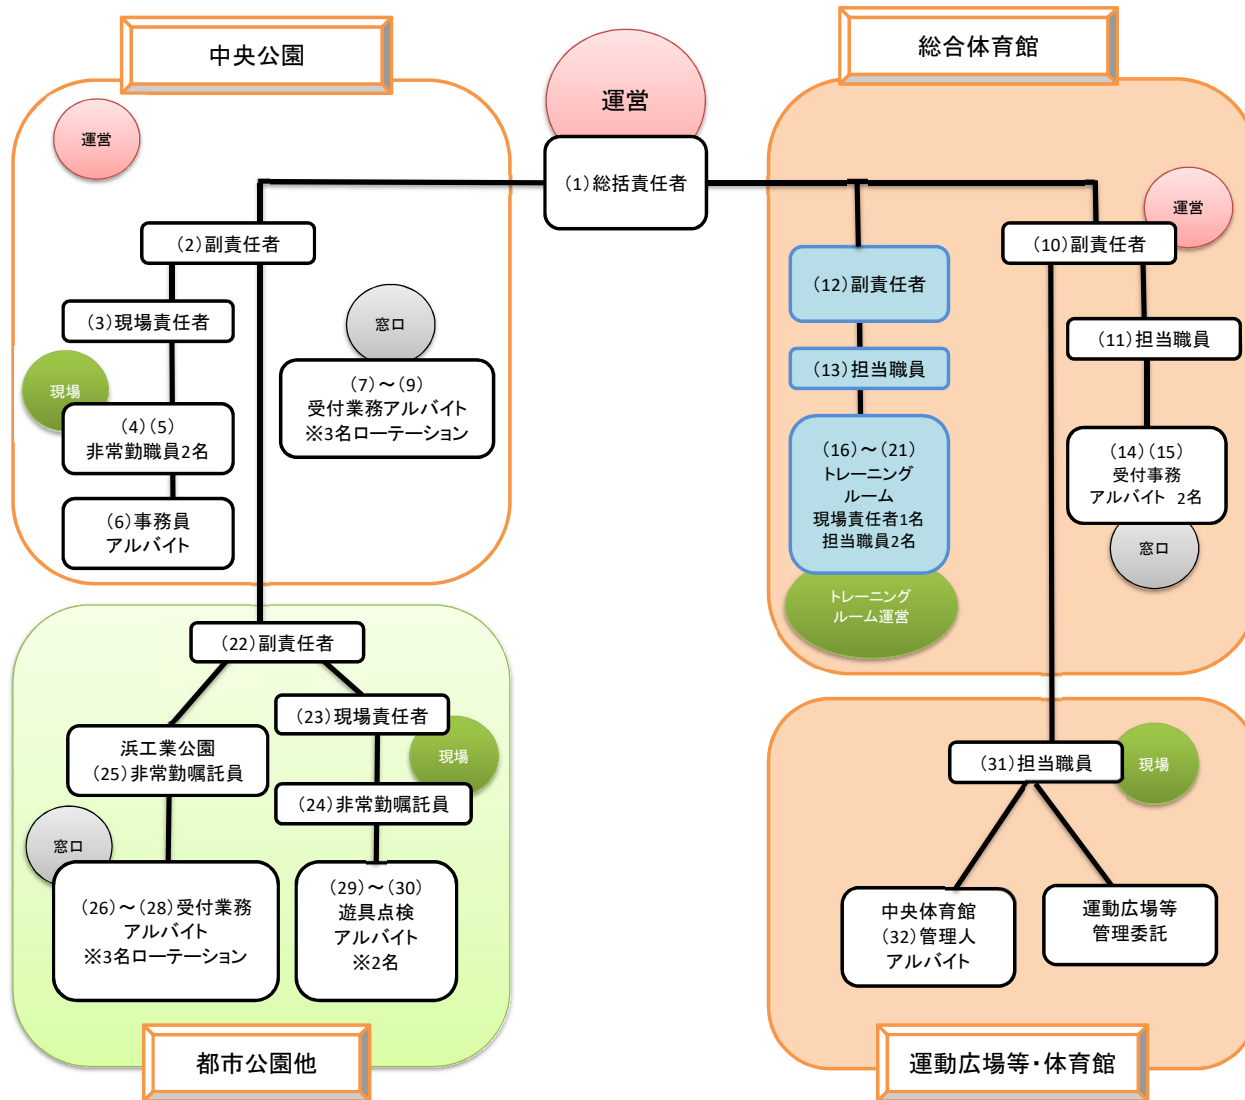 中央公園
総合体育館
運営
運営
(1)総括責任者
運営
(2)副責任者
(10)副責任者
(12)副責任者
(3)現場責任者
窓口
(11)担当職員
(13)担当職員
現場
(7)～(9)
受付業務アルバイト
※3名ローテーション
(4)(5)
非常勤職員2名
(16)～(21)
トレーニング
ルーム
現場責任者1名
担当職員2名
(14)(15)
受付事務
アルバイト 2名
(6)事務員
アルバイト
窓口
トレーニング
ルーム運営
(22)副責任者
(23)現場責任者
浜工業公園
(25)非常勤嘱託員
現場
(31)担当職員
現場
(24)非常勤嘱託員
窓口
(26)～(28)受付業務
アルバイト
※3名ローテーション
(29)～(30)
遊具点検
アルバイト
※2名
中央体育館
(32)管理人
アルバイト
運動広場等
管理委託
都市公園他
運動広場等・体育館